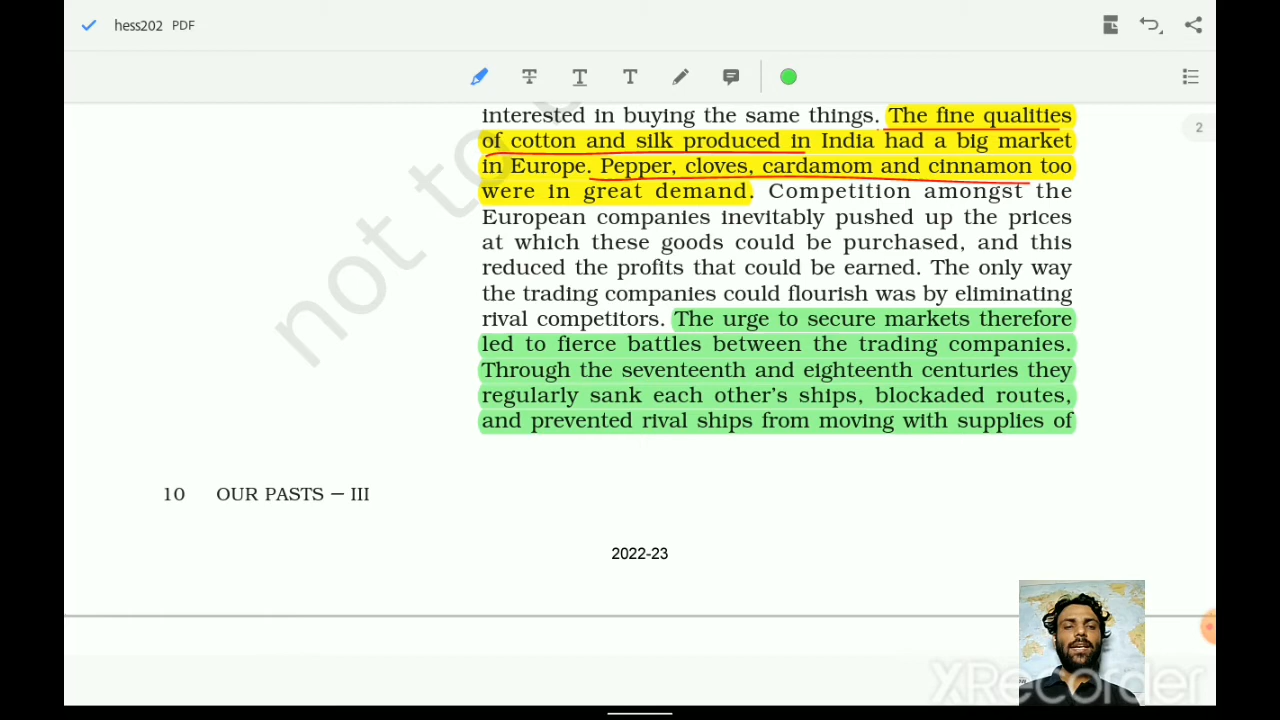 hess202 PDF
interested in buying the same things. The fine qualities
of cotton and silk produced in India had a big market
in Europe. Pepper, cloves, cardamom and cinnamon too
were in great demand. Competition amongst the
European companies inevitably pushed up the prices
at which these goods could be purchased, and this
reduced the profits that could be earned. The only way
the trading companies could flourish was by eliminating
rival competitors. The urge to secure markets therefore
led to fierce battles between the trading companies.
Through the seventeenth and eighteenth centuries they
regularly sank each other's ships, blockaded routes,
and prevented rival ships from moving with supplies of
2
not to
10 OUR PASTS – III
2022-23
XRecorder